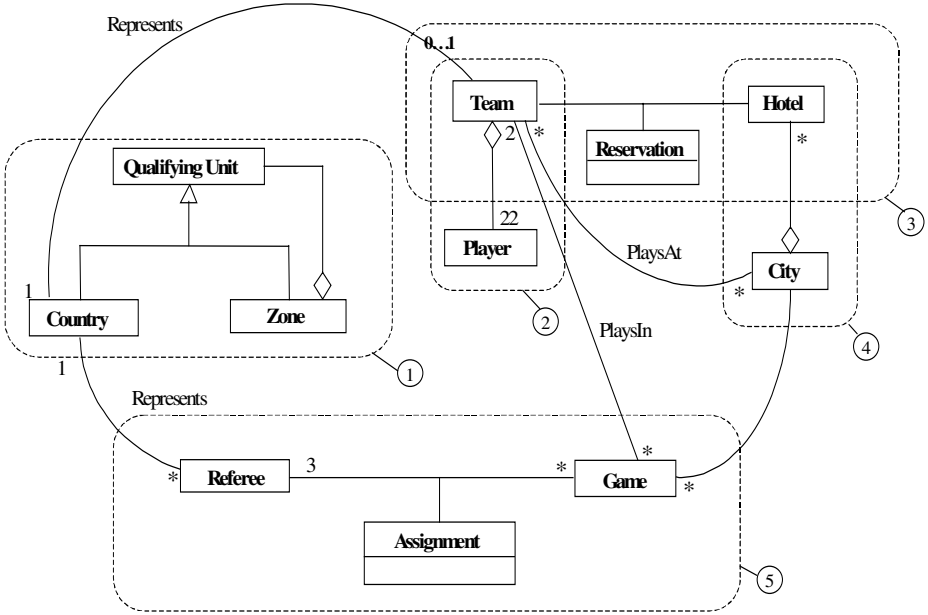 Represents
0...1
Team
Hotel
2
*
*
Reservation
Qualifying Unit
3
22
Player
PlaysAt
City
*
1
Country
Zone
2
PlaysIn
4
1
1
Represents
*
Referee
3
*
*
Game
*
Assignment
5